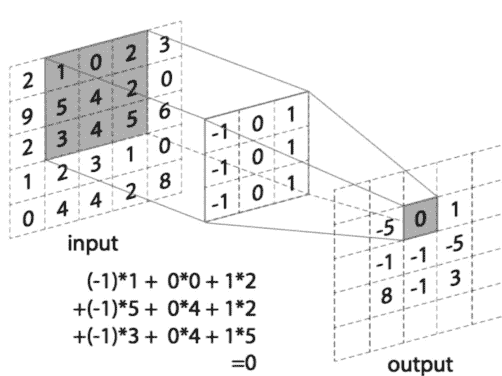 2 1 0 2 3
9 5 4 2 0
2 3 4 5 6
1 2 3 1 0
0 4 4 2 8
input
-1 0 1
-1 0 1
-1 0 1
-5 0 1
-1 -1 -5
8 -1 3
output
(-1)*1 + 0*0 + 1*2
+(-1)*5 + 0*4 + 1*2
+(-1)*3 + 0*4 + 1*5
=0